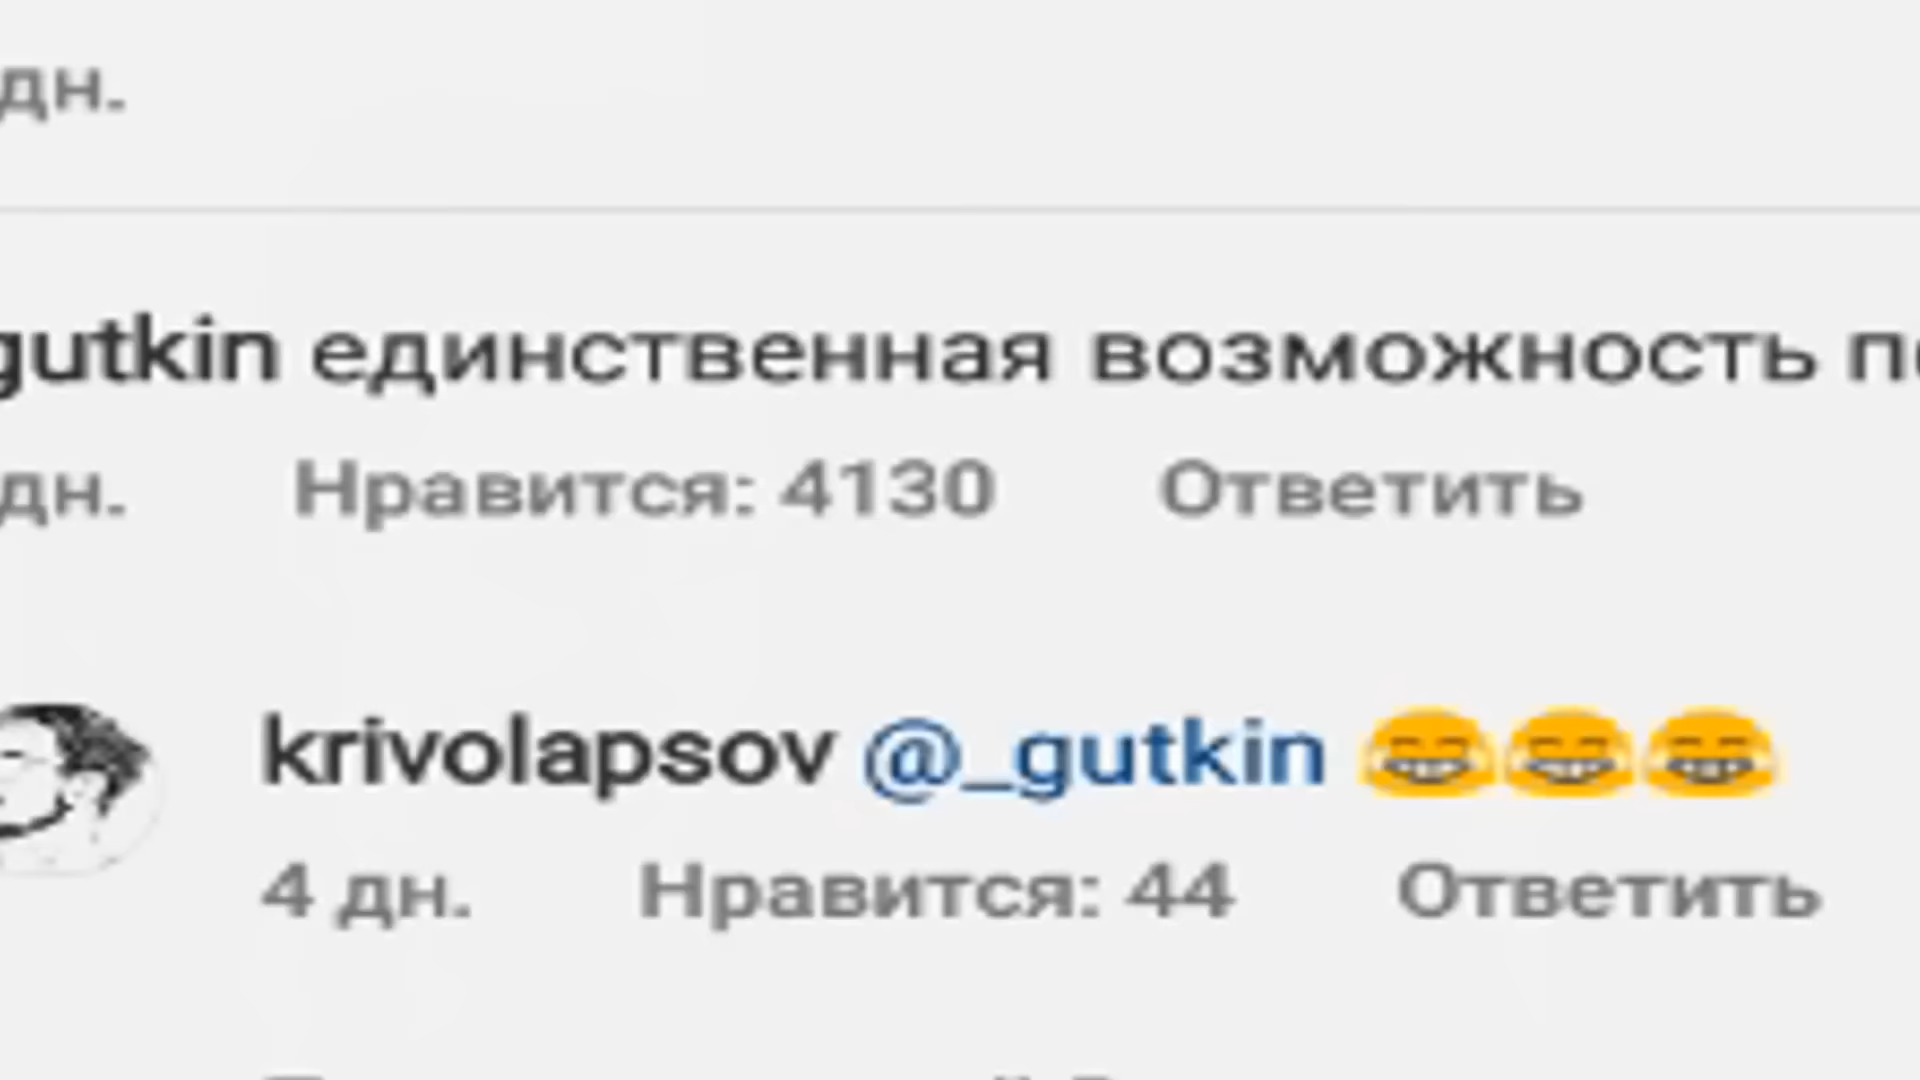 дн.
gutkin единственная возможность
дн. Нравится: 4130 Ответить
krivolapsov @_gutkin 😂😂😂
4 дн. Нравится: 44 Ответить